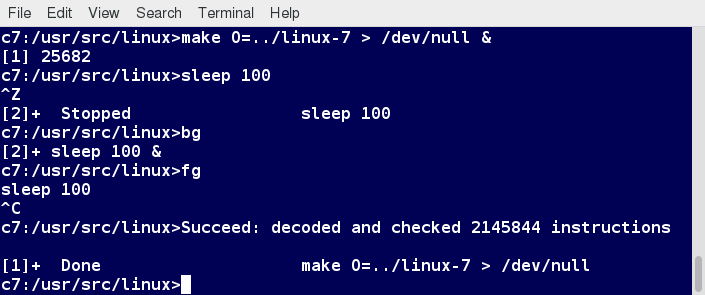 File Edit View Search Terminal Help
c7:/usr/src/linux>make O=../linux-7 > /dev/null &
[1] 25682
c7:/usr/src/linux>sleep 100
^Z
[2]+  Stopped                 sleep 100
c7:/usr/src/linux>bg
[2]+ sleep 100 &
c7:/usr/src/linux>fg
sleep 100
^C
c7:/usr/src/linux>Succeed: decoded and checked 2145844 instructions
[1]+  Done                    make O=../linux-7 > /dev/null
c7:/usr/src/linux>